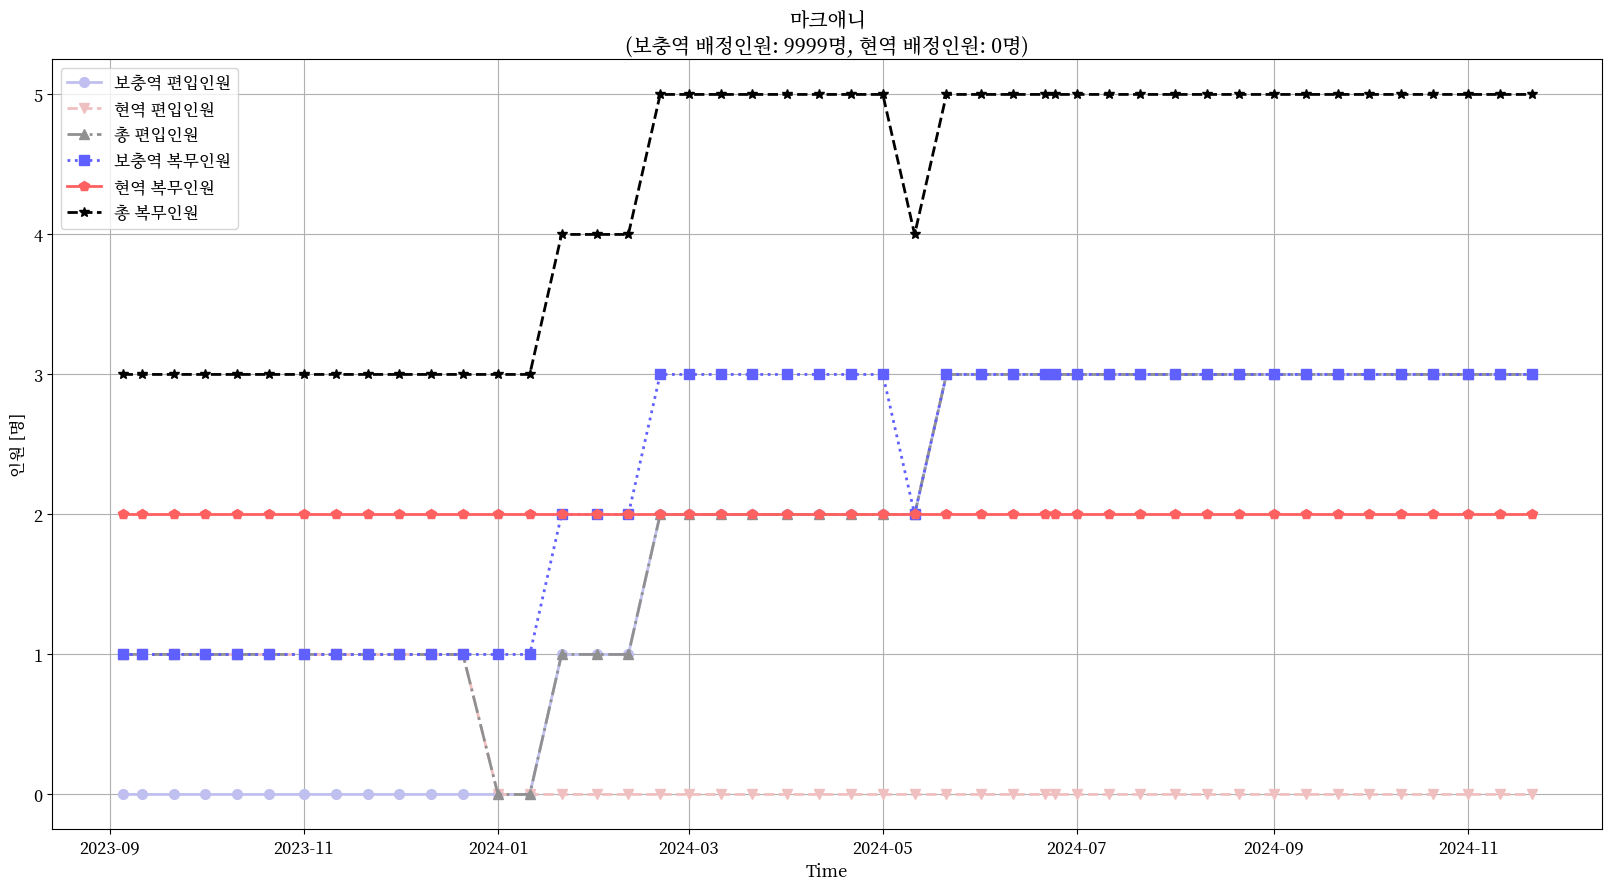 마크애니
(보충역 배정인원: 9999명, 현역 배정인원: 0명)
보충역 편입인원
현역 편입인원
총 편입인원
보충역 복무인원
현역 복무인원
총 복무인원
인원 [명]
5
4
3
2
1
0
2023-09
2023-11
2024-01
2024-03
2024-05
2024-07
2024-09
2024-11
Time